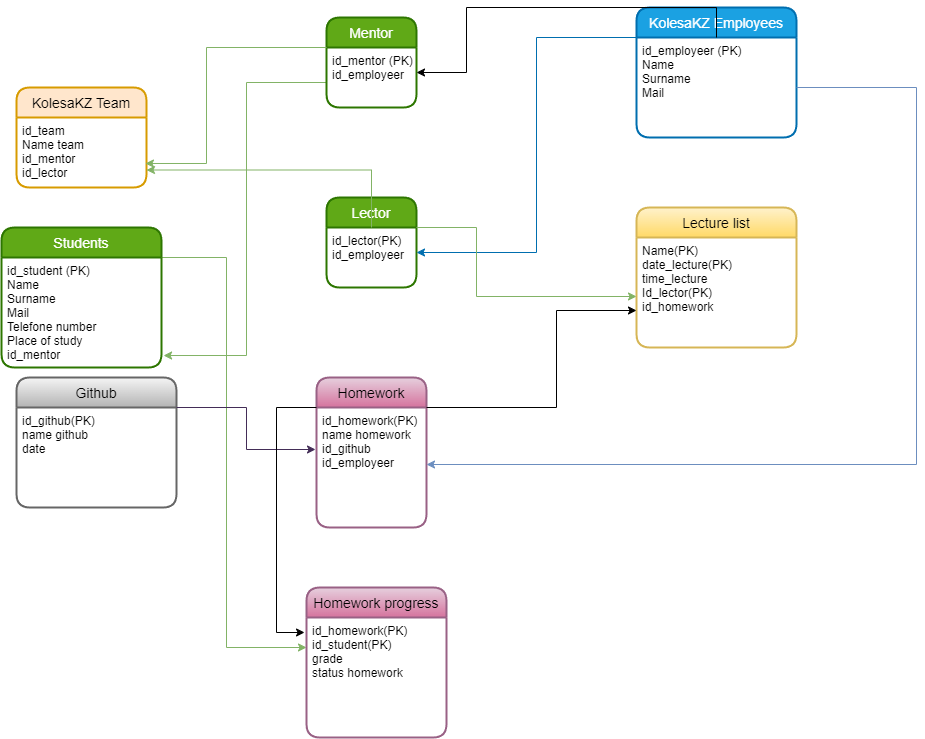 Mentor
id_mentor (PK)
id_employeer
KolesaKZ Employees
id_employeer (PK)
Name
Surname
Mail
KolesaKZ Team
id_team
Name team
id_mentor
id_lector
Lector
id_lector(PK)
id_employeer
Lecture list
Name(PK)
date_lecture(PK)
time_lecture
Id_lector(PK)
id_homework
Students
id_student (PK)
Name
Surname
Mail
Telefone number
Place of study
id_mentor
Github
id_github(PK)
name github
date
Homework
id_homework(PK)
name homework
id_github
id_employeer
Homework progress
id_homework(PK)
id_student(PK)
grade
status homework